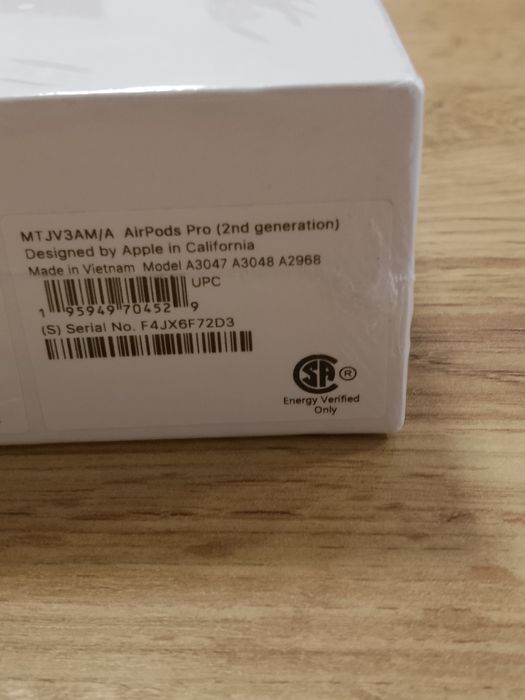 MTJV3AM/A AirPods Pro (2nd generation)
Designed by Apple in California
Made in Vietnam Model A3047 A3048 A2968
UPC
1 95949 70452 9
(S) Serial No. F4JX6F72D3
SA ®
Energy Verified
Only